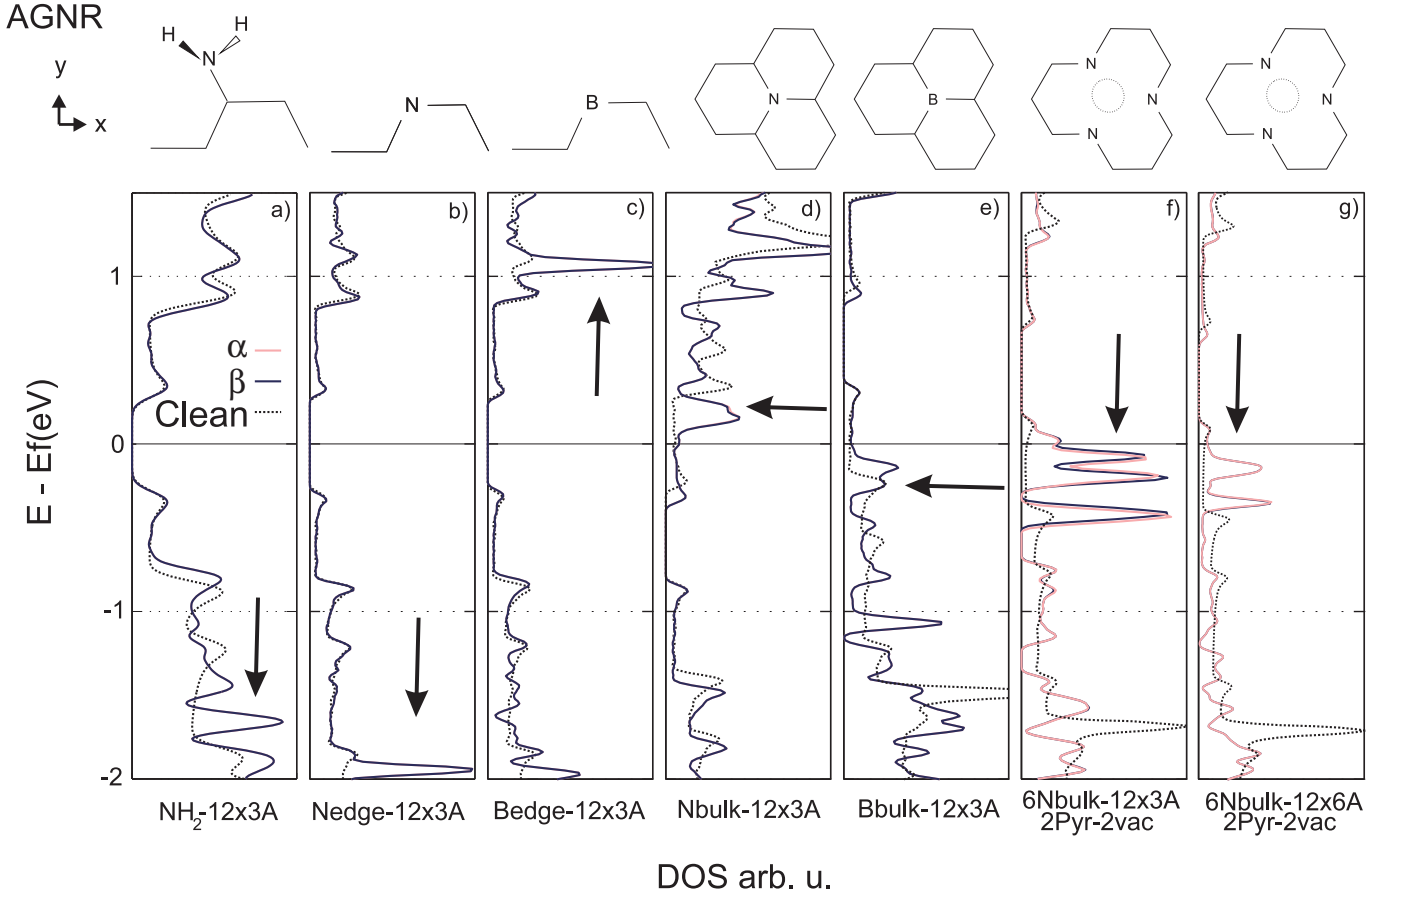 AGNR
y
x
H
H
N
N
B
N
B
N
N
N
N
N
N
a)
b)
c)
d)
e)
f)
g)
α
β
Clean
1
0
-1
-2
E - Ef(eV)
NH2-12x3A
Nedge-12x3A
Bedge-12x3A
Nbulk-12x3A
Bbulk-12x3A
6Nbulk-12x3A
2Pyr-2vac
6Nbulk-12x6A
2Pyr-2vac
DOS arb. u.